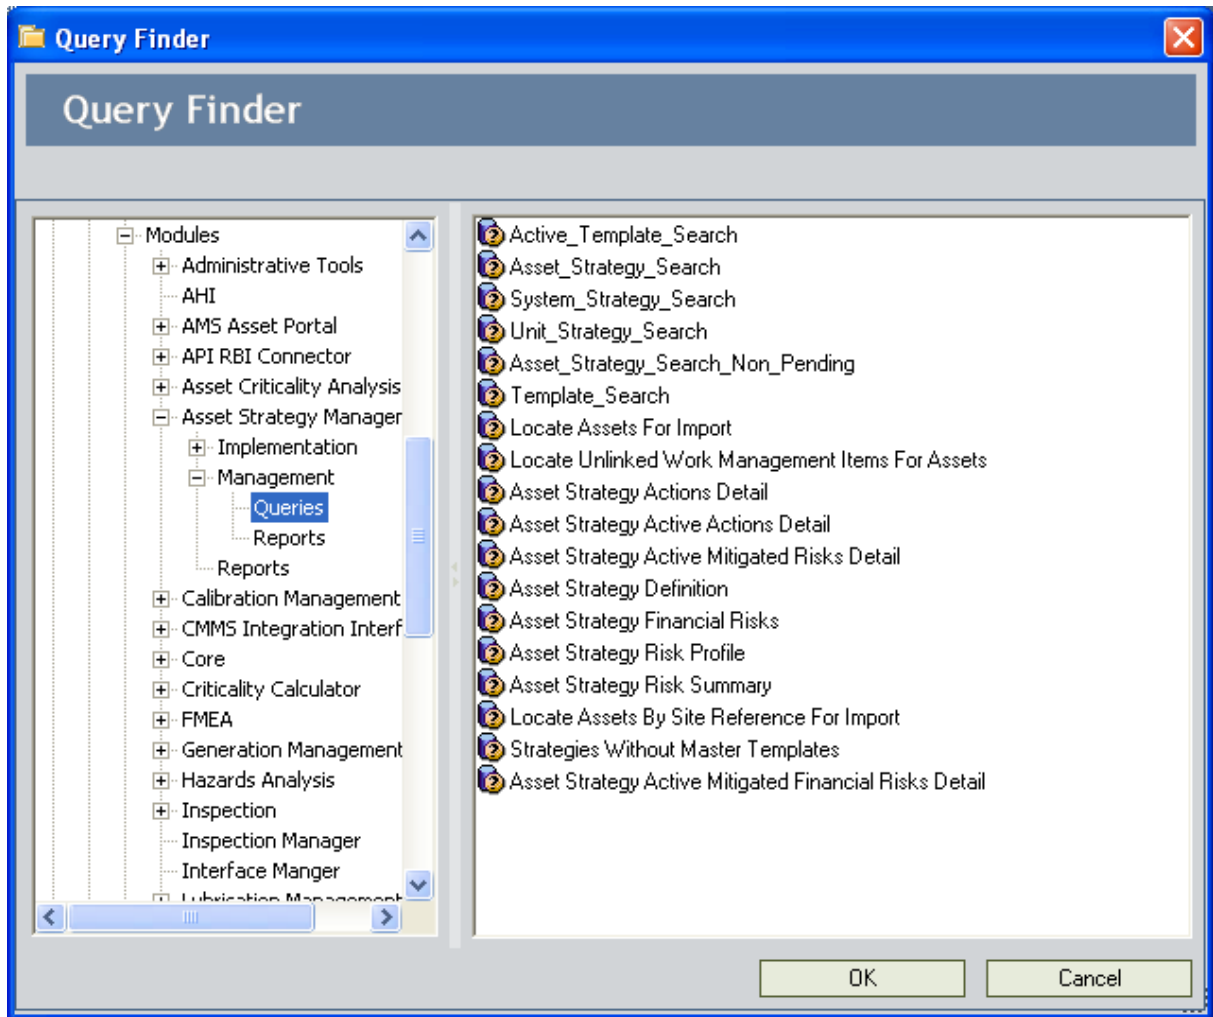 Query Finder
Query Finder
Modules
Administrative Tools
AHI
AMS Asset Portal
API RBI Connector
Asset Criticality Analysis
Asset Strategy Manager
Implementation
Management
Queries
Reports
Reports
Calibration Management
CMMS Integration Interf
Core
Criticality Calculator
FMEA
Generation Management
Hazards Analysis
Inspection
Inspection Manager
Interface Manger
Lubrication Management
Active_Template_Search
Asset_Strategy_Search
System_Strategy_Search
Unit_Strategy_Search
Asset_Strategy_Search_Non_Pending
Template_Search
Locate Assets For Import
Locate Unlinked Work Management Items For Assets
Asset Strategy Actions Detail
Asset Strategy Active Actions Detail
Asset Strategy Active Mitigated Risks Detail
Asset Strategy Definition
Asset Strategy Financial Risks
Asset Strategy Risk Profile
Asset Strategy Risk Summary
Locate Assets By Site Reference For Import
Strategies Without Master Templates
Asset Strategy Active Mitigated Financial Risks Detail
OK
Cancel